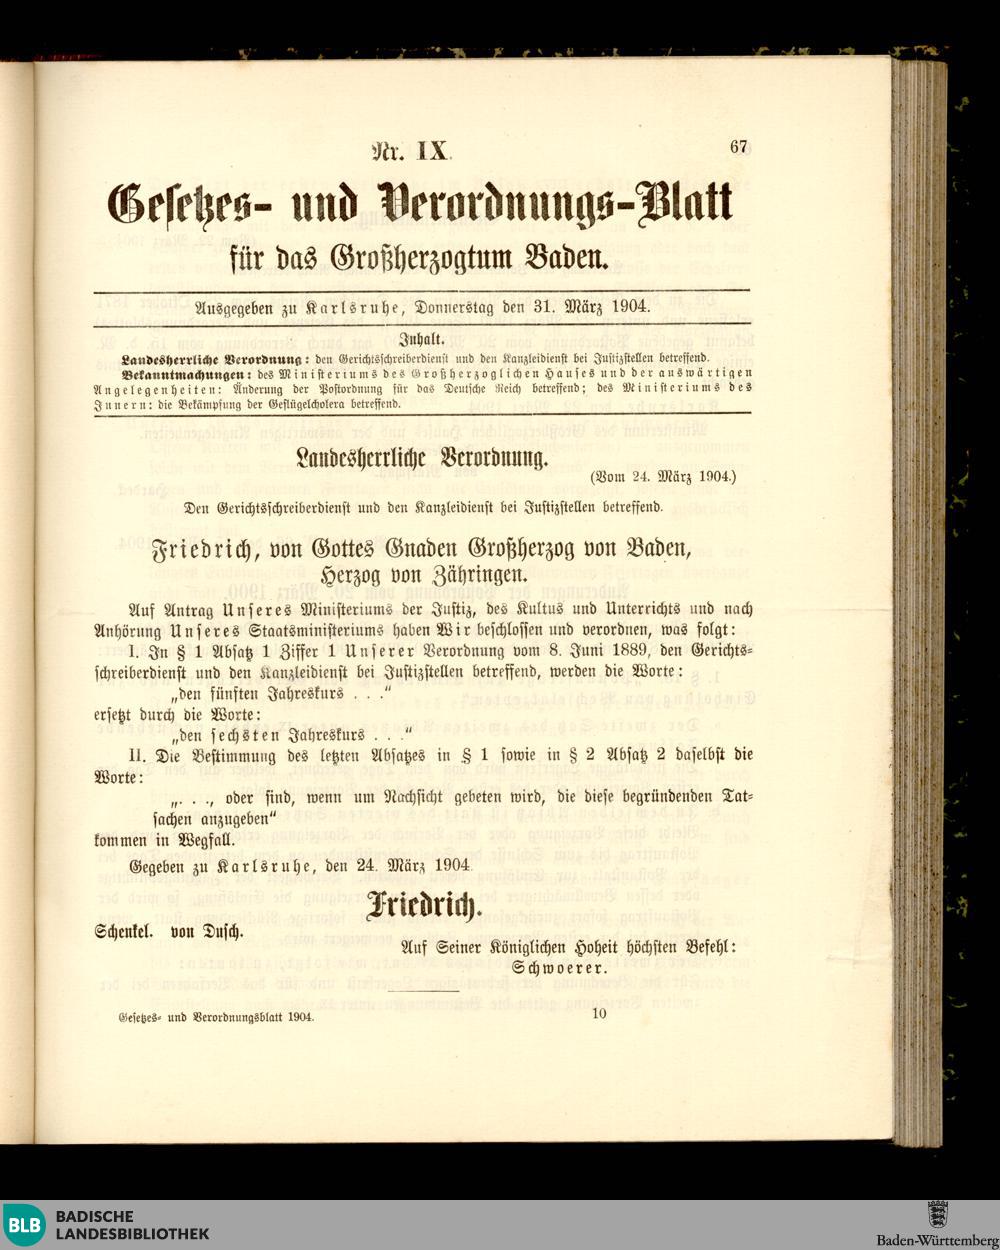 Nr. IX.
67
Gesetzes- und Verordnungs-Blatt
für das Großherzogtum Baden.
Ausgegeben zu Karlsruhe, Donnerstag den 31. März 1904.
Inhalt.
Landesherrliche Verordnung: den Gerichtsschreiberdienst und den Kanzleidienst bei Justizstellen betreffend.
Bekanntmachungen: des Ministeriums des Großherzoglichen Hauses und der auswärtigen
Angelegenheiten: Änderung der Postordnung für das Deutsche Reich betreffend; des Ministeriums des
Innern: die Bekämpfung der Geflügelcholera betreffend.
Landesherrliche Verordnung.
(Vom 24. März 1904.)
Den Gerichtsschreiberdienst und den Kanzleidienst bei Justizstellen betreffend.
Friedrich, von Gottes Gnaden Großherzog von Baden,
Herzog von Zähringen.
Auf Antrag Unseres Ministeriums der Justiz, des Kultus und Unterrichts und nach
Anhörung Unseres Staatsministeriums haben Wir beschlossen und verordnen, was folgt:
I. In § 1 Absatz 1 Ziffer 1 Unserer Verordnung vom 8. Juni 1889, den Gerichts-
schreiberdienst und den Kanzleidienst bei Justizstellen betreffend, werden die Worte:
„den fünften Jahreskurs . . .“
ersetzt durch die Worte:
„den sechsten Jahreskurs . . .“
II. Die Bestimmung des letzten Absatzes in § 1 sowie in § 2 Absatz 2 daselbst die
Worte:
„. . ., oder sind, wenn um Nachsicht gebeten wird, die diese begründenden Tat-
sachen anzugeben“
kommen in Wegfall.
Gegeben zu Karlsruhe, den 24. März 1904.
Friedrich.
Schenkel. von Dusch.
Auf Seiner Königlichen Hoheit höchsten Befehl:
Schwoerer.
Gesetzes- und Verordnungsblatt 1904.
10
BLB BADISCHE
LANDESBIBLIOTHEK
Baden-Württemberg